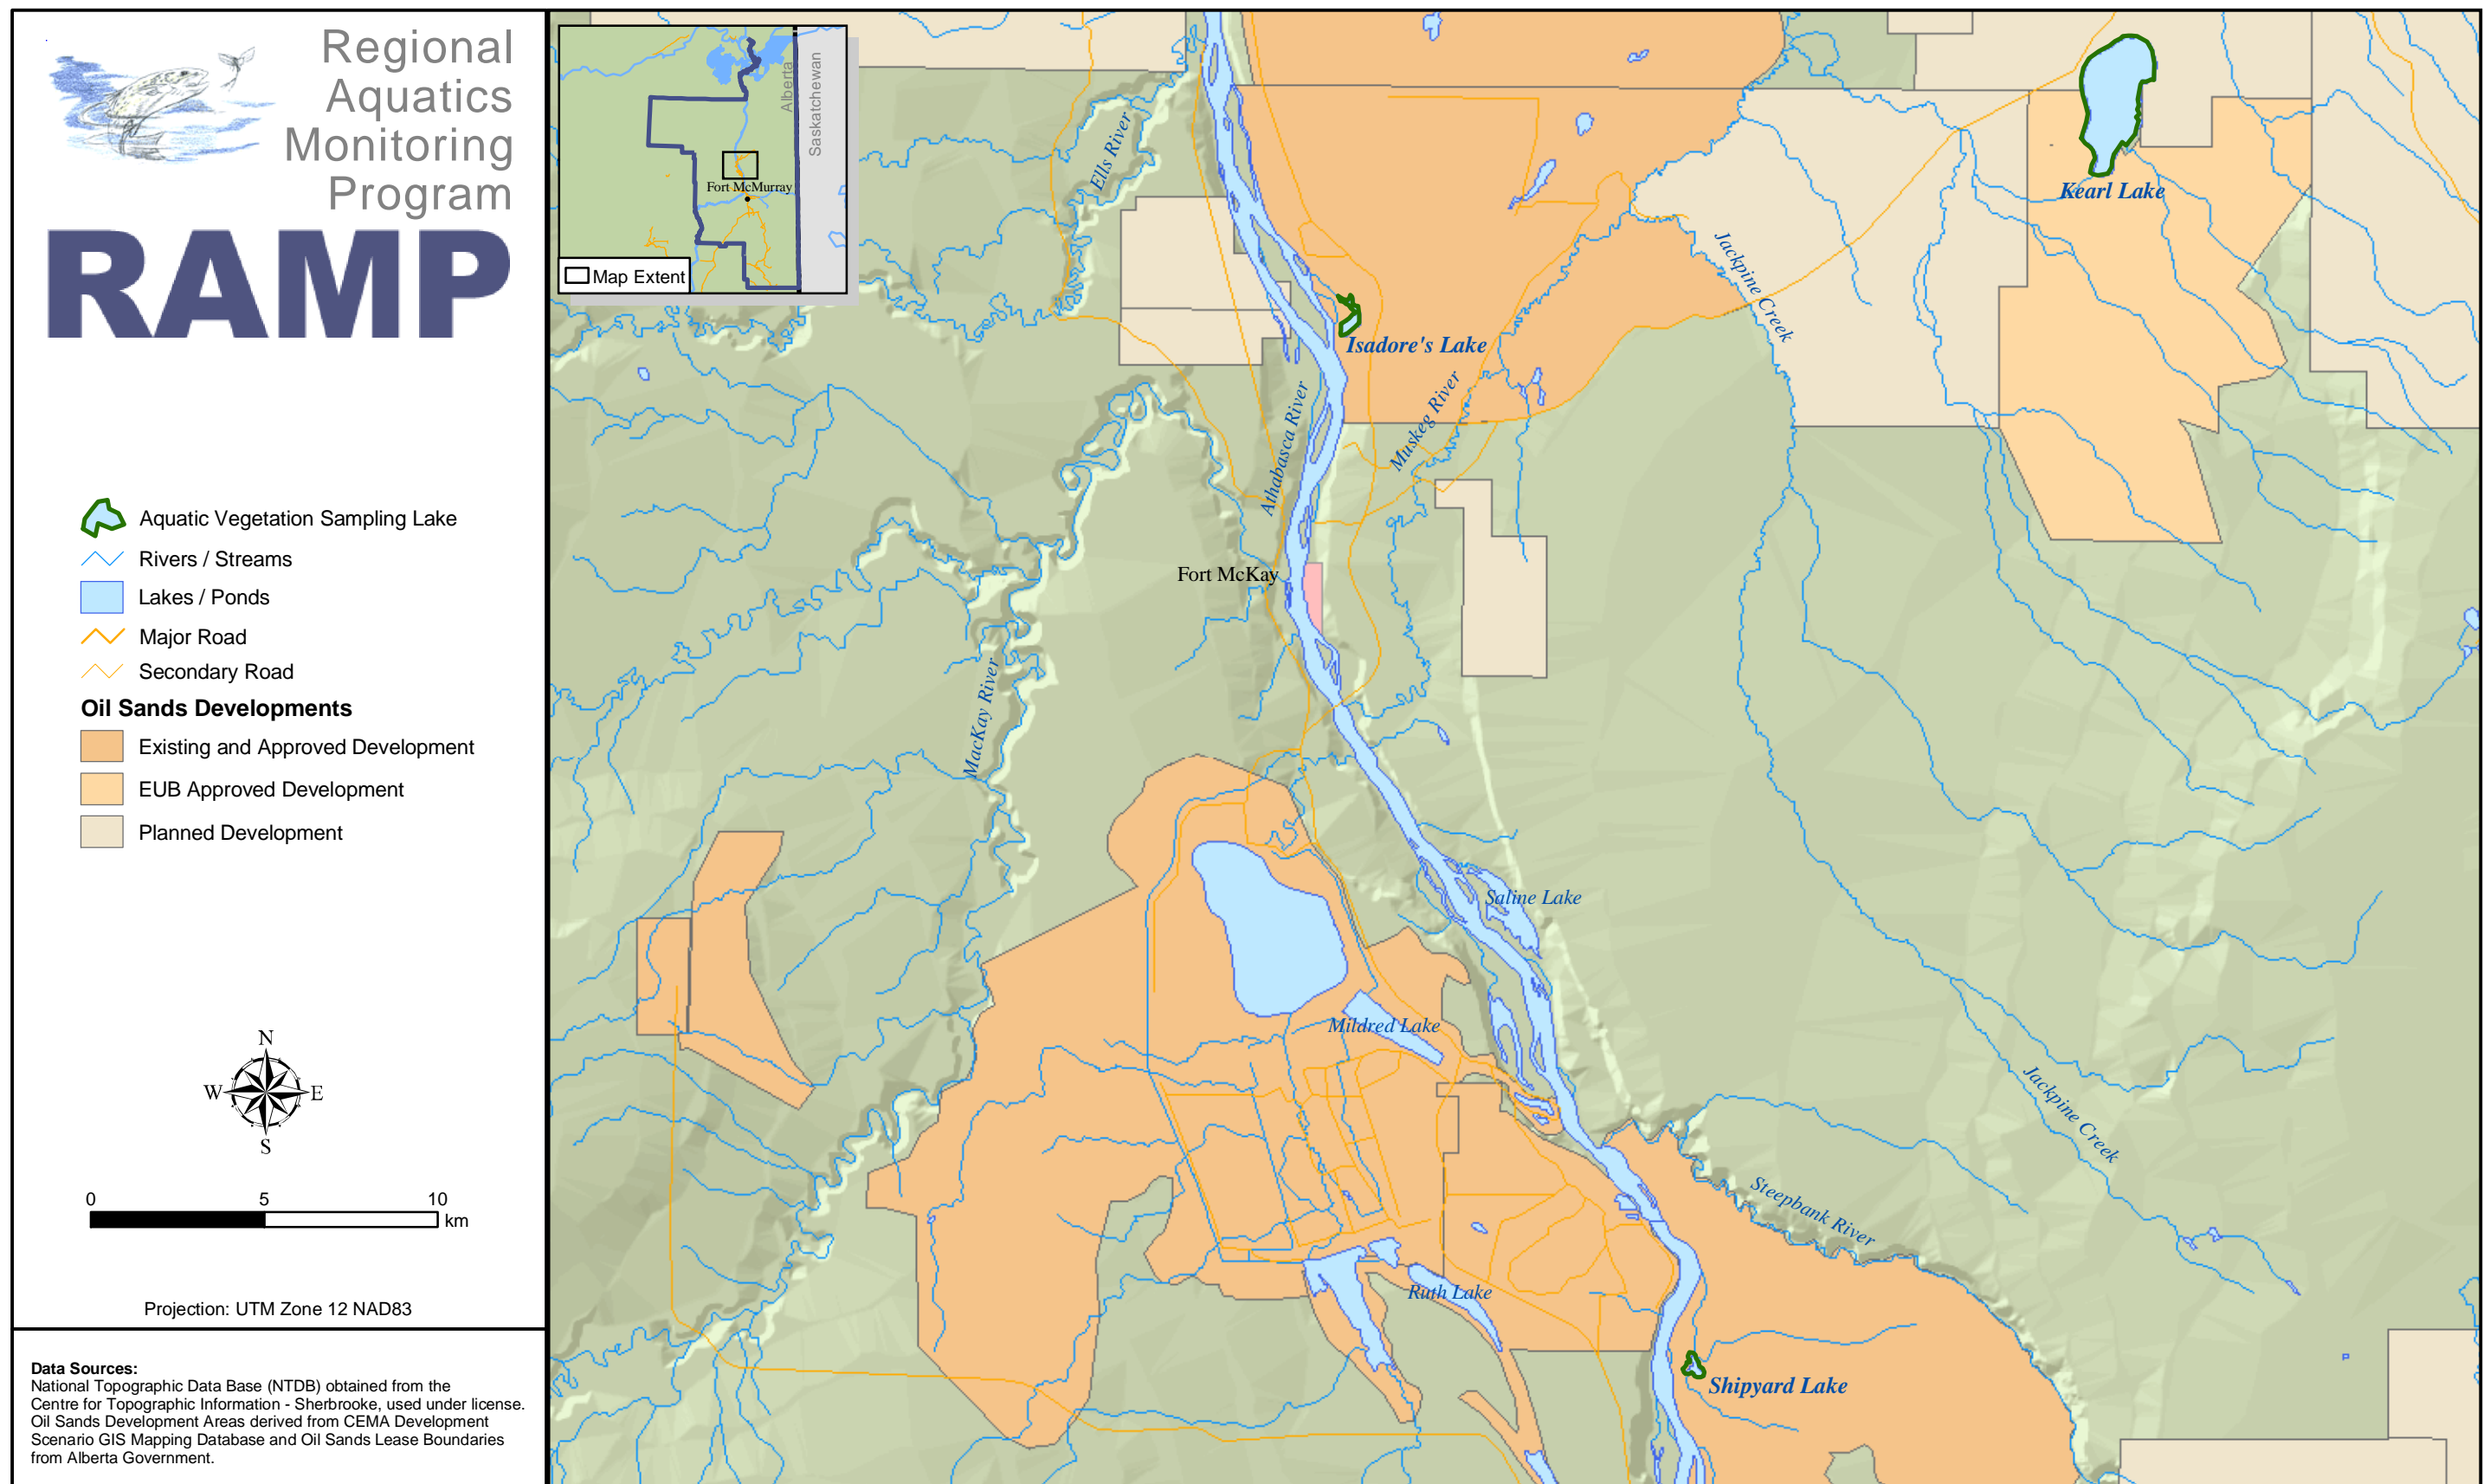 Regional
Aquatics
Monitoring
Program
RAMP
Aquatic Vegetation Sampling Lake
Rivers / Streams
Lakes / Ponds
Major Road
Secondary Road
Oil Sands Developments
Existing and Approved Development
EUB Approved Development
Planned Development
N
W
E
S
0 5 10
km
Projection: UTM Zone 12 NAD83
Data Sources:
National Topographic Data Base (NTDB) obtained from the
Centre for Topographic Information - Sherbrooke, used under license.
Oil Sands Development Areas derived from CEMA Development
Scenario GIS Mapping Database and Oil Sands Lease Boundaries
from Alberta Government.
Alberta
Saskatchewan
Fort McMurray
Map Extent
Ells River
Kearl Lake
Jackpine Creek
Isadore's Lake
Athabasca River
Muskeg River
Fort McKay
MacKay River
Saline Lake
Mildred Lake
Jackpine Creek
Steepbank River
Ruth Lake
Shipyard Lake